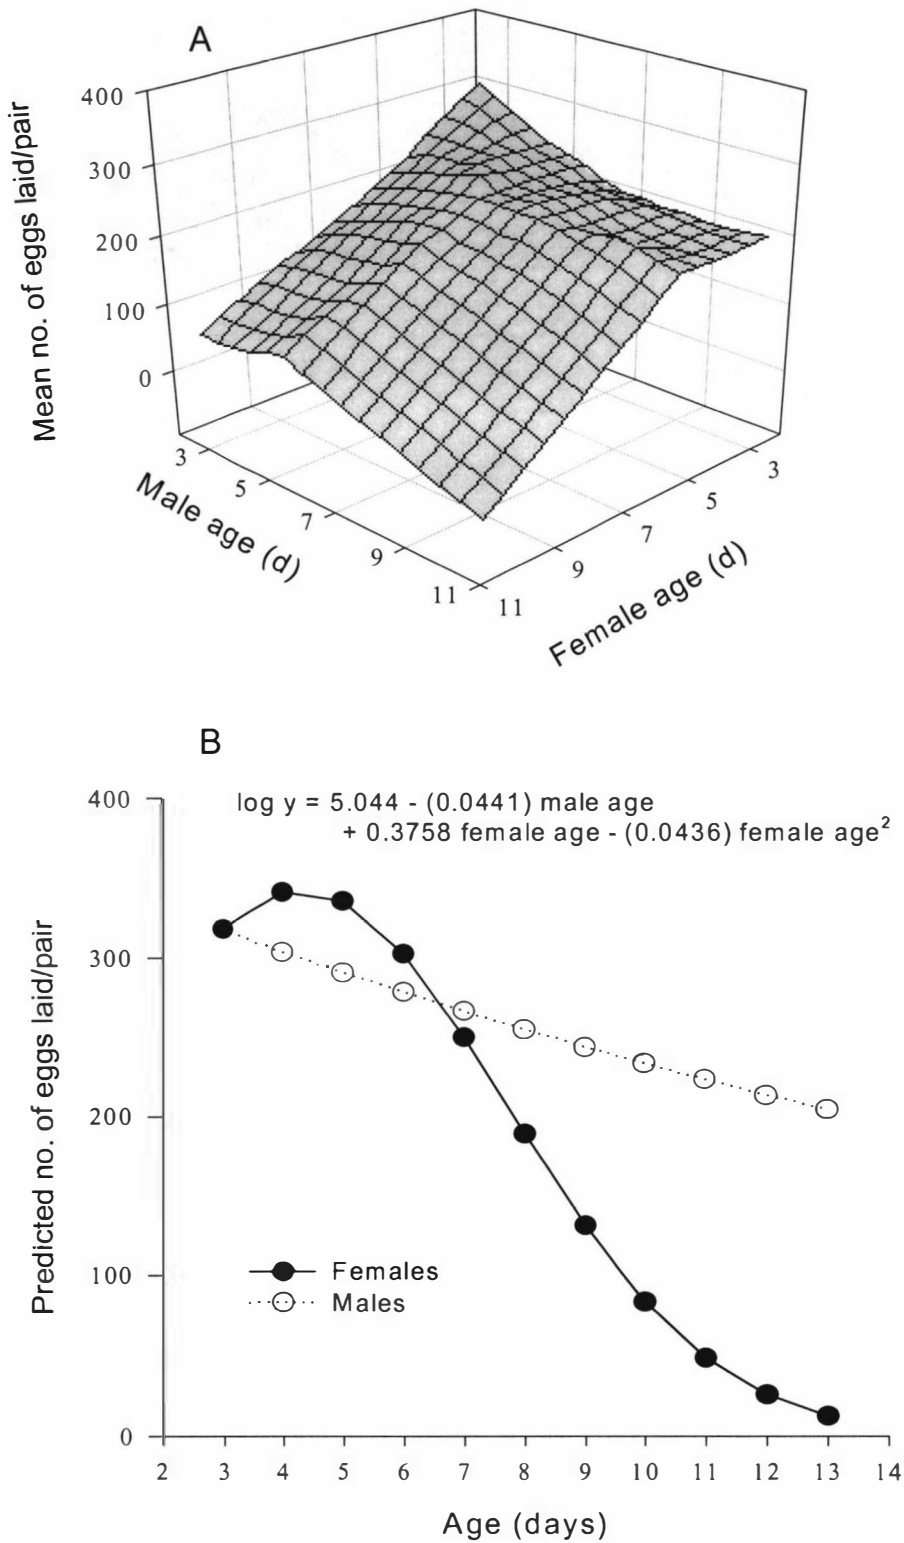 A
400
300
200
100
0
Mean no. of eggs laid/pair
3
5
7
9
11
Male age (d)
11
9
7
5
3
Female age (d)
B
log y = 5.044 - (0.0441) male age
+ 0.3758 female age - (0.0436) female age²
400
300
200
100
0
Predicted no. of eggs laid/pair
Females
Males
2 3 4 5 6 7 8 9 10 11 12 13 14
Age (days)